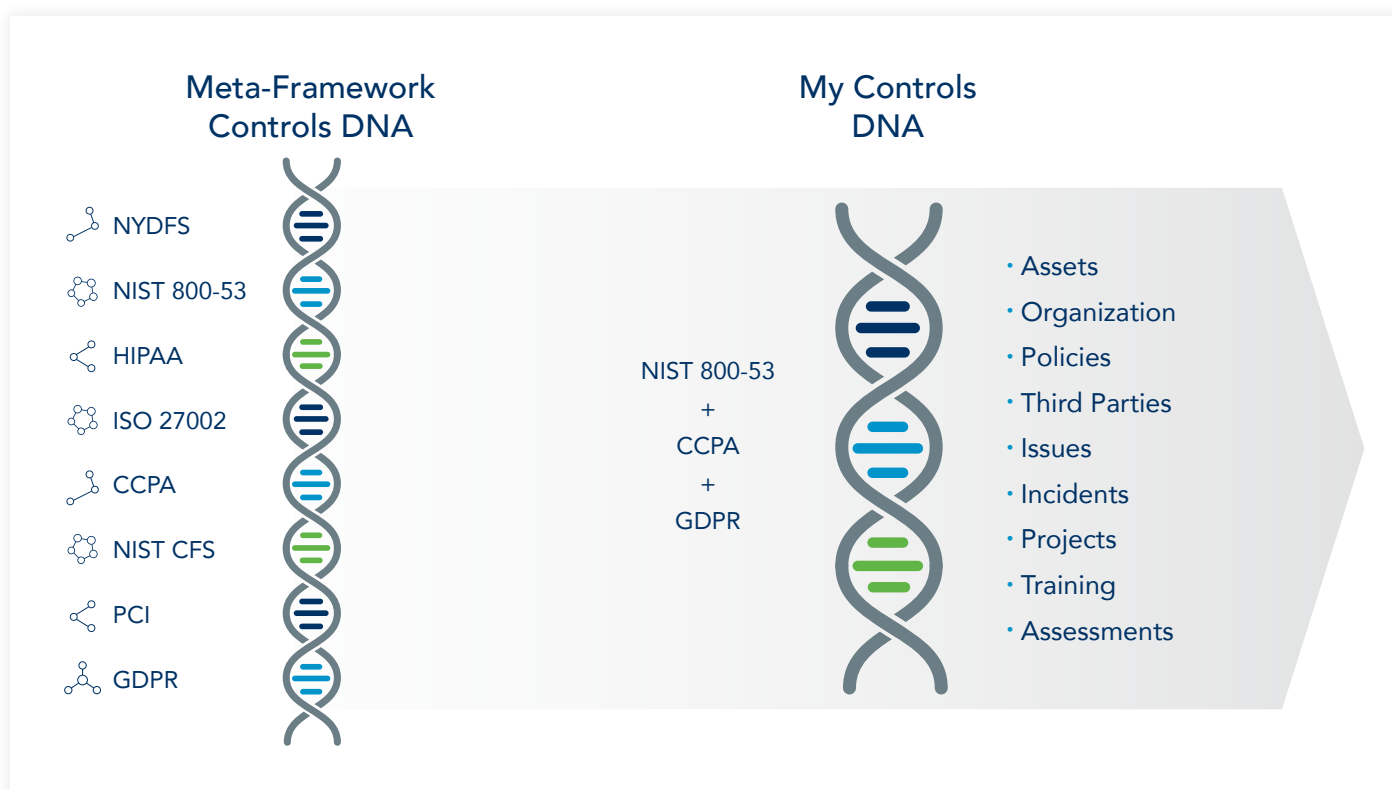 Meta-Framework
Controls DNA
NYDFS
NIST 800-53
HIPAA
ISO 27002
CCPA
NIST CFS
PCI
GDPR
My Controls
DNA
NIST 800-53
+
CCPA
+
GDPR
· Assets
· Organization
· Policies
· Third Parties
· Issues
· Incidents
· Projects
· Training
· Assessments